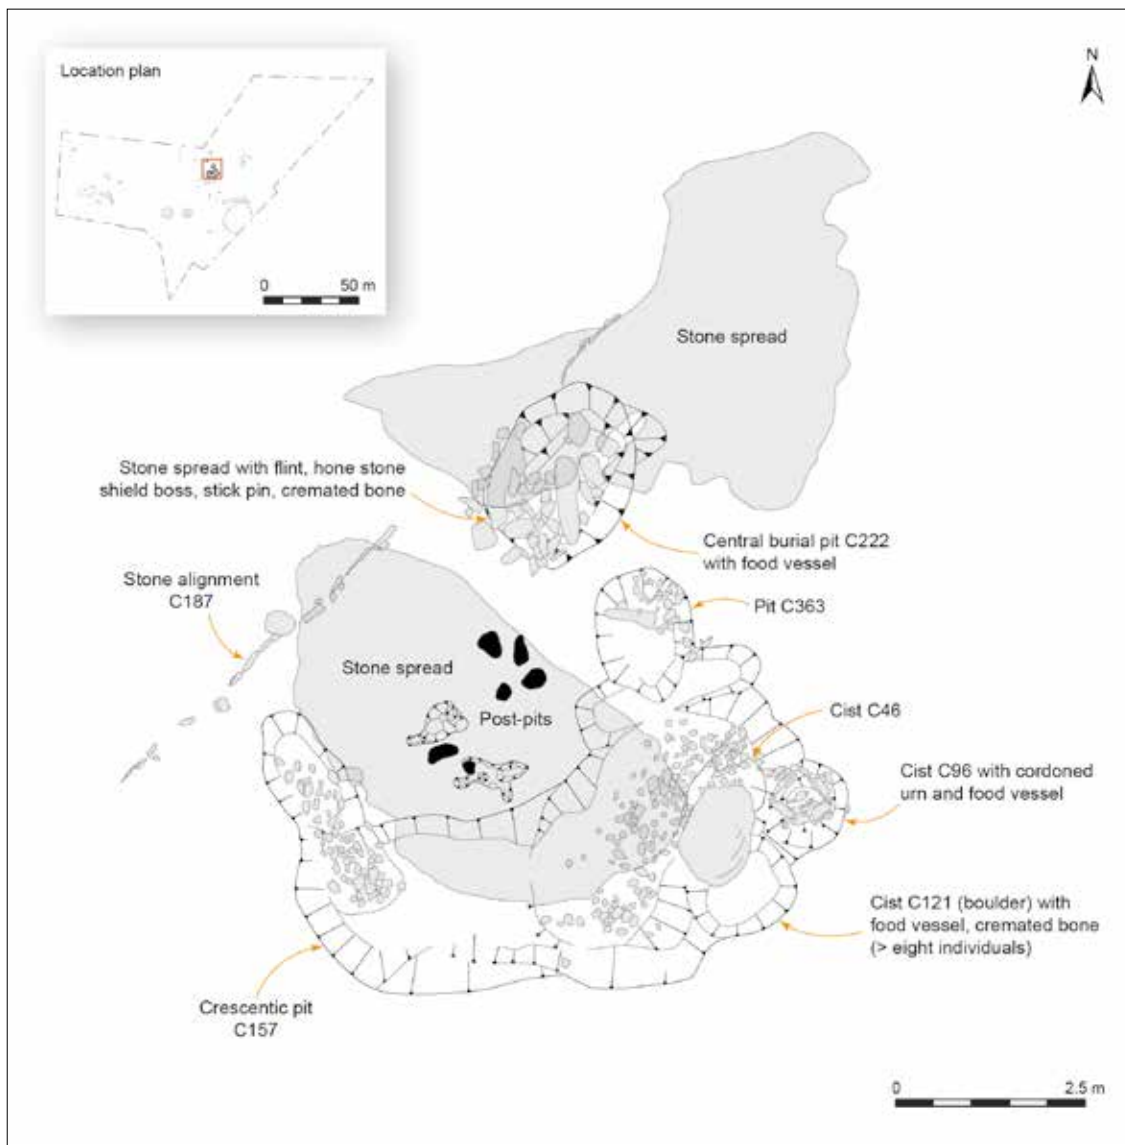 Location plan
0 50 m
N
Stone spread
Stone spread with flint, hone stone
shield boss, stick pin, cremated bone
Central burial pit C222
with food vessel
Stone alignment
C187
Pit C363
Stone spread
Post-pits
Cist C46
Cist C96 with cordoned
urn and food vessel
Cist C121 (boulder) with
food vessel, cremated bone
(> eight individuals)
Crescentic pit
C157
0 2.5 m